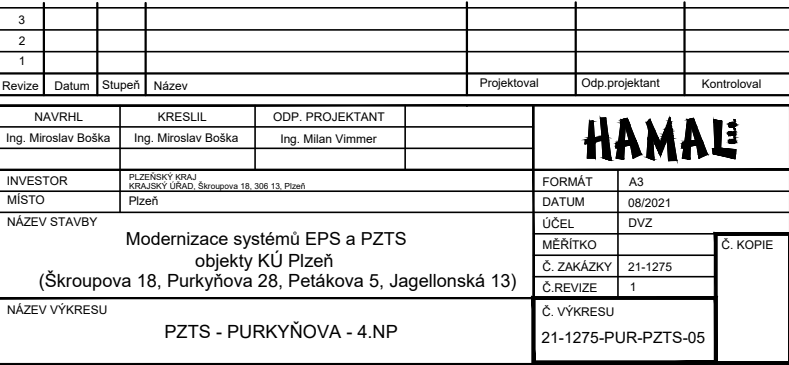 3
2
1
Revize Datum Stupeň Název Projektoval Odp.projektant Kontroloval
NAVRHL KRESLIL ODP. PROJEKTANT
Ing. Miroslav Boška Ing. Miroslav Boška Ing. Milan Vimmer
HAMAL
INVESTOR PLZEŇSKÝ KRAJ
KRAJSKÝ ÚŘAD, Škroupova 18, 306 13, Plzeň
MÍSTO Plzeň
FORMÁT A3
DATUM 08/2021
ÚČEL DVZ
MĚŘÍTKO
Č. ZAKÁZKY 21-1275
Č.REVIZE 1
Č. KOPIE
NÁZEV STAVBY
Modernizace systémů EPS a PZTS
objekty KÚ Plzeň
(Škroupova 18, Purkyňova 28, Petákova 5, Jagellonská 13)
NÁZEV VÝKRESU
PZTS - PURKYŇOVA - 4.NP
Č. VÝKRESU
21-1275-PUR-PZTS-05